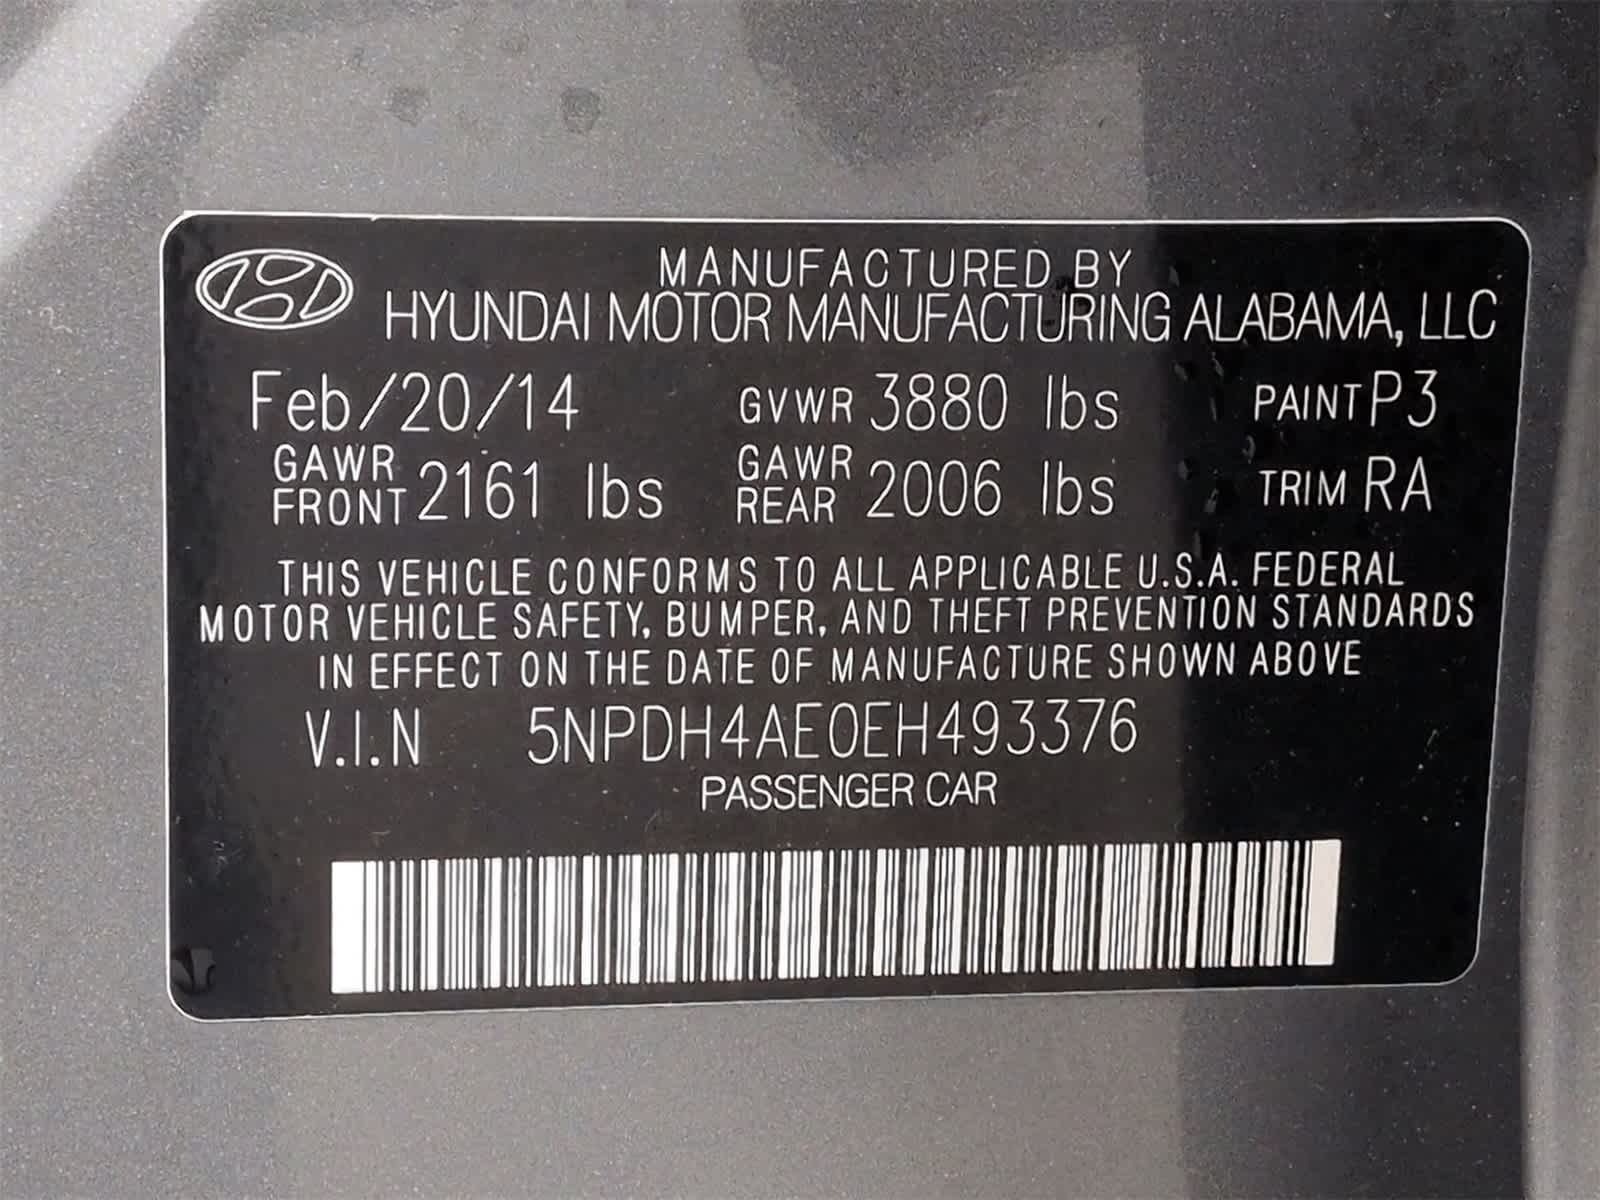 MANUFACTURED BY
HYUNDAI MOTOR MANUFACTURING ALABAMA, LLC
Feb/20/14 GVWR 3880 lbs PAINT P3
GAWR FRONT 2161 lbs GAWR REAR 2006 lbs TRIM RA
THIS VEHICLE CONFORMS TO ALL APPLICABLE U.S.A. FEDERAL
MOTOR VEHICLE SAFETY, BUMPER, AND THEFT PREVENTION STANDARDS
IN EFFECT ON THE DATE OF MANUFACTURE SHOWN ABOVE
V.I.N 5NPDH4AE0EH493376
PASSENGER CAR